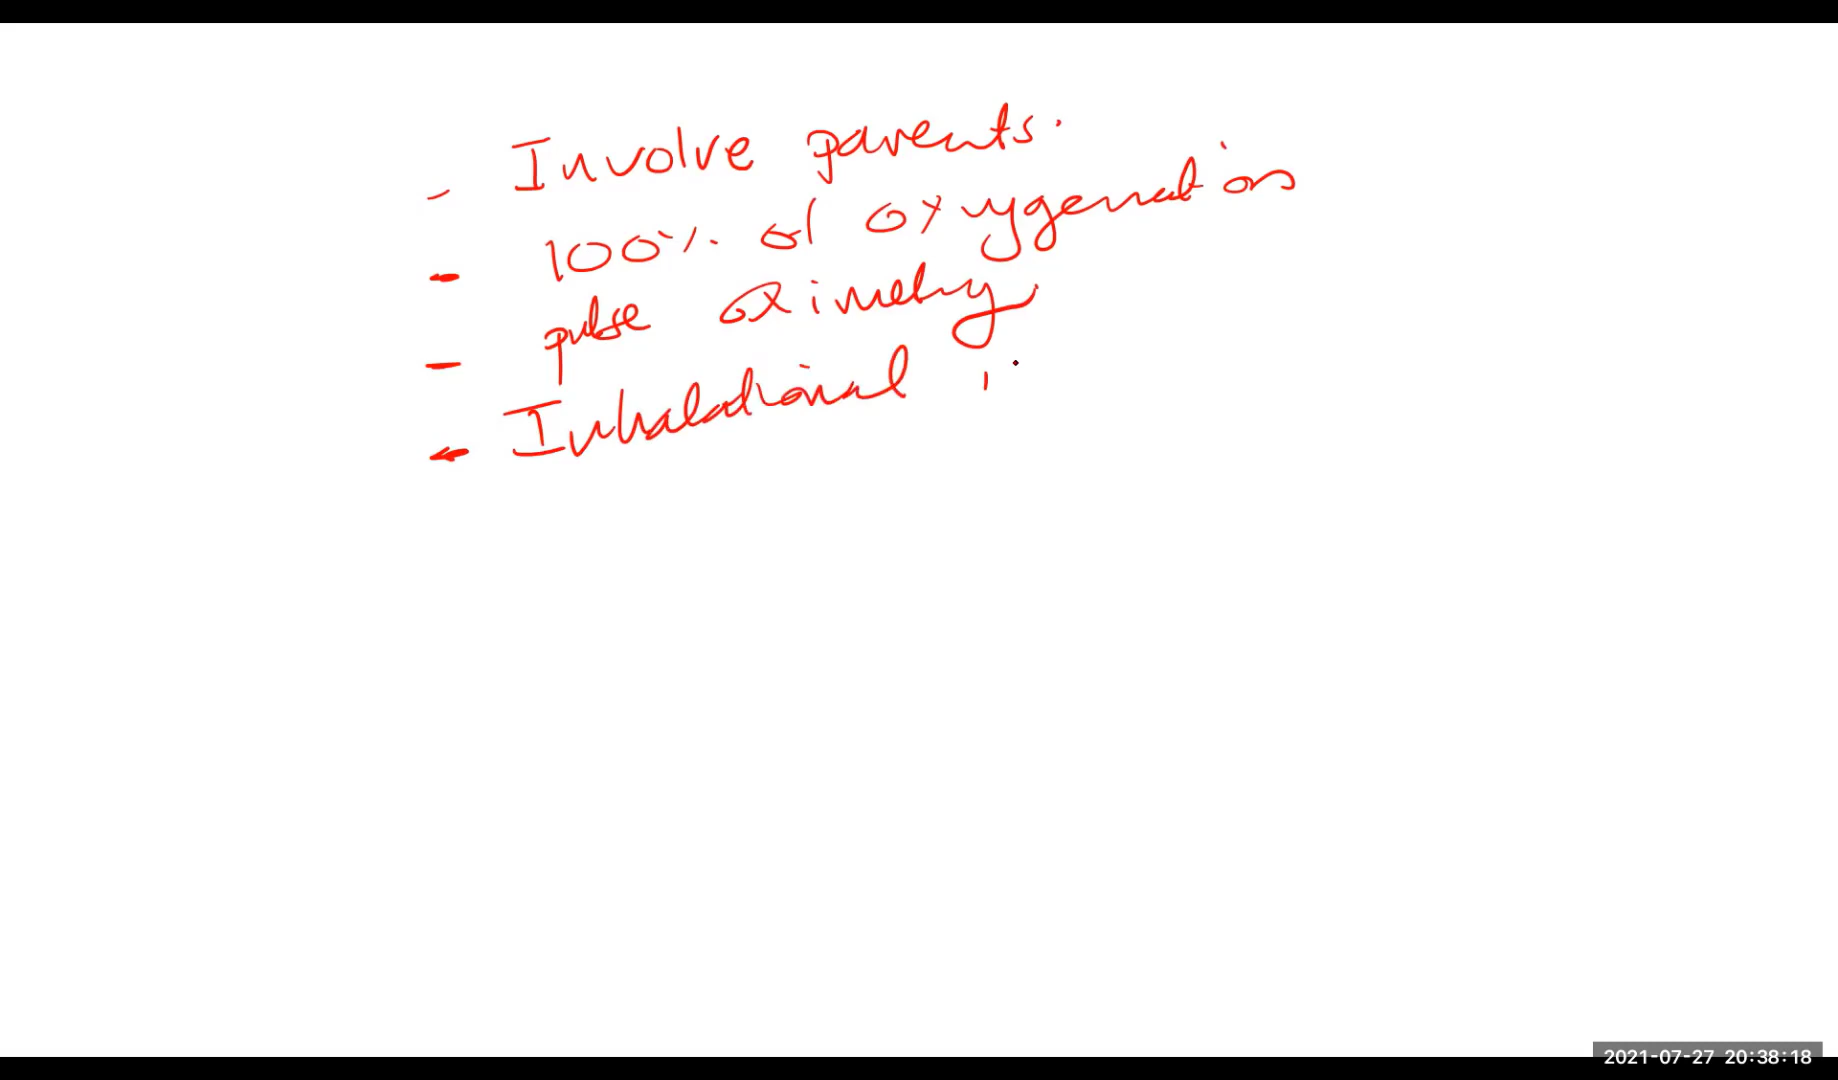 - Involve parents.
- 100% of oxygenation
- pulse oximetry
- Inhalational i
2021-07-27 20:38:18